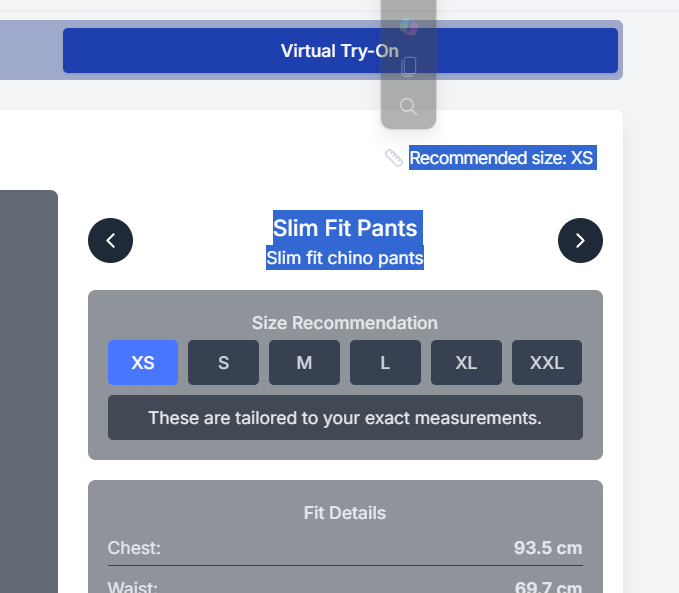 Virtual Try-On
Recommended size: XS
Slim Fit Pants
Slim fit chino pants
Size Recommendation
XS S M L XL XXL
These are tailored to your exact measurements.
Fit Details
Chest: 93.5 cm
Waist: 69.7 cm